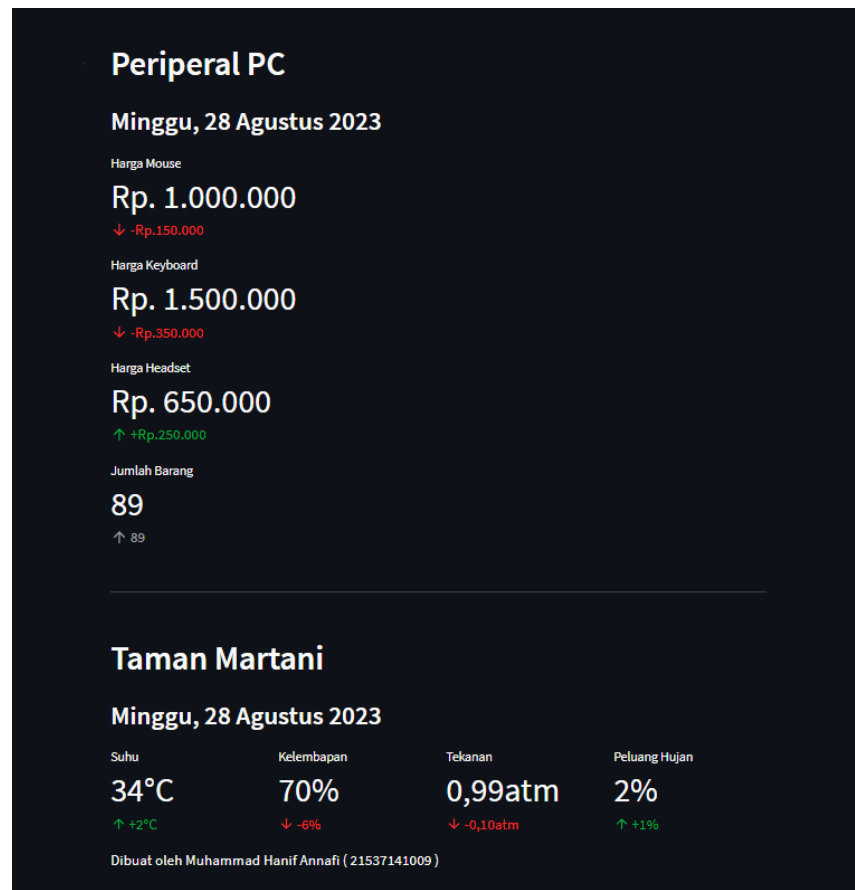 Periperal PC
Minggu, 28 Agustus 2023
Harga Mouse
Rp. 1.000.000
↓ -Rp.150.000
Harga Keyboard
Rp. 1.500.000
↓ -Rp.350.000
Harga Headset
Rp. 650.000
↑ +Rp.250.000
Jumlah Barang
89
↑ 89
Taman Martani
Minggu, 28 Agustus 2023
Suhu Kelembapan Tekanan Peluang Hujan
34°C 70% 0,99atm 2%
↑ +2°C ↓ -6% ↓ -0,10atm ↑ +1%
Dibuat oleh Muhammad Hanif Annafi ( 21537141009 )